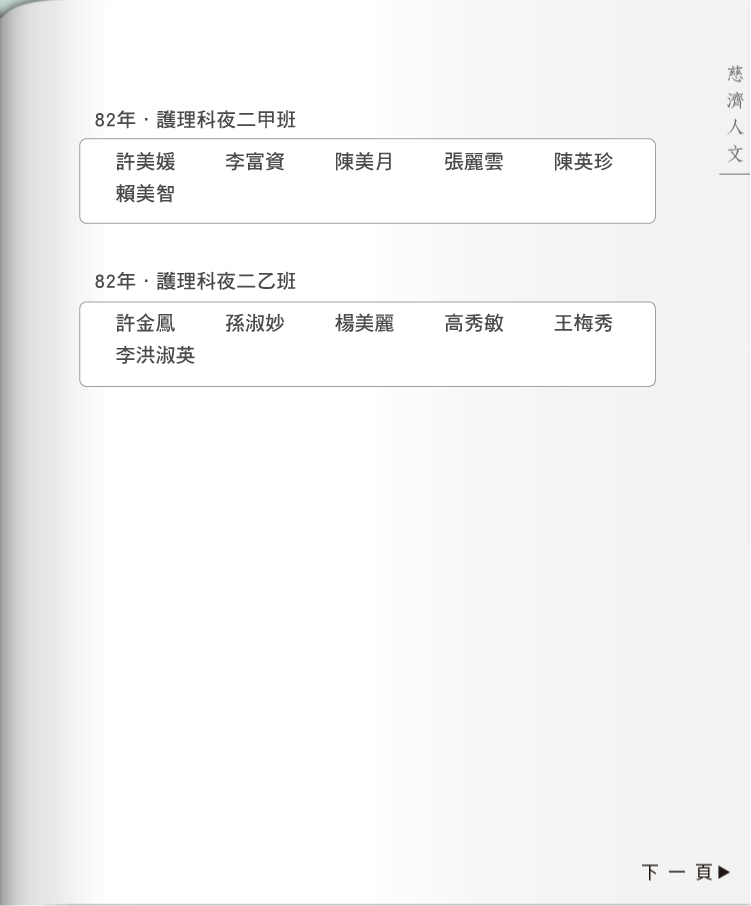 慈濟人文
82年·護理科夜二甲班
許美媛 李富資 陳美月 張麗雲 陳英珍
賴美智
82年·護理科夜二乙班
許金鳳 孫淑妙 楊美麗 高秀敏 王梅秀
李洪淑英
下一頁▶